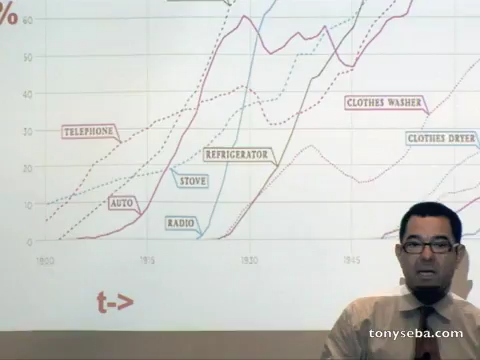 %
60
50
40
30
20
10
0
TELEPHONE
CLOTHES WASHER
CLOTHES DRYER
REFRIGERATOR
STOVE
AUTO
RADIO
1900
1915
1930
1945
t->
tonyseba.com